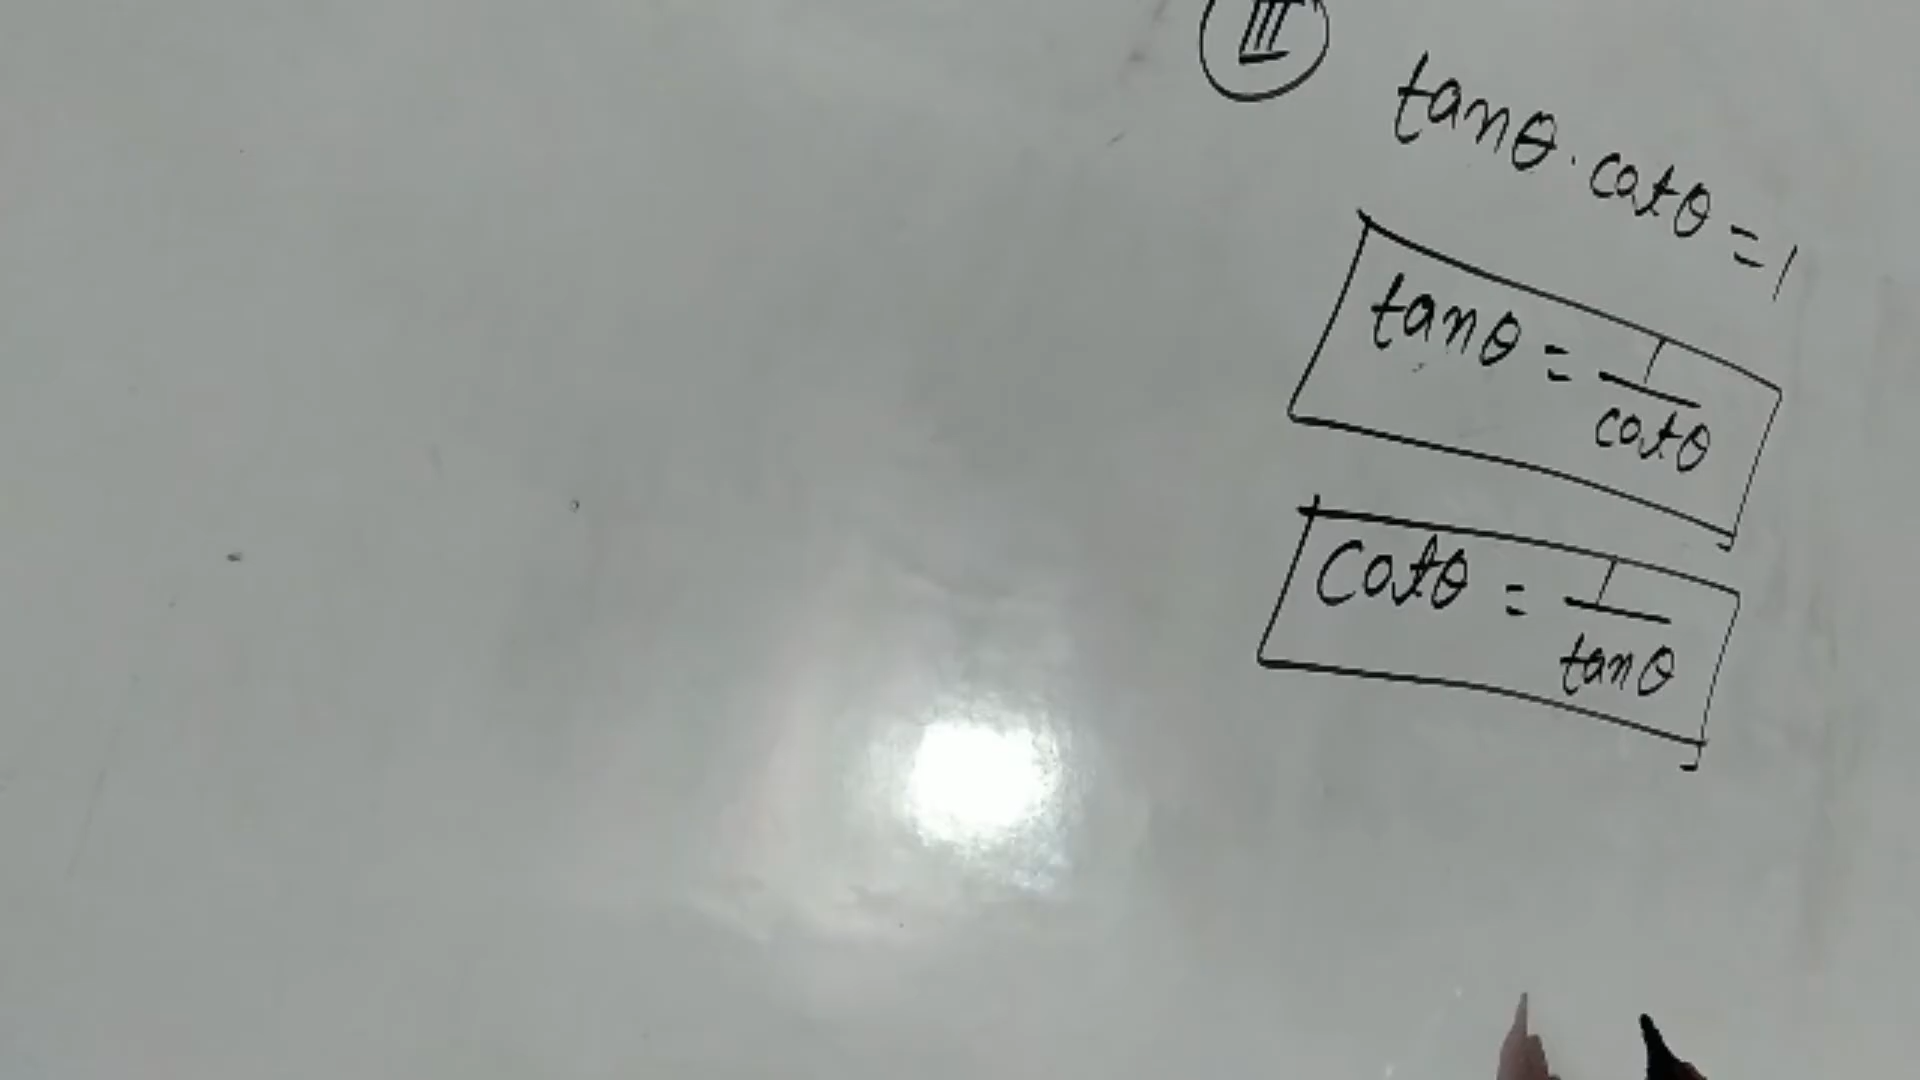 III
tanθ · cotθ = 1
tanθ = 1/cotθ
Cotθ = 1/tanθ